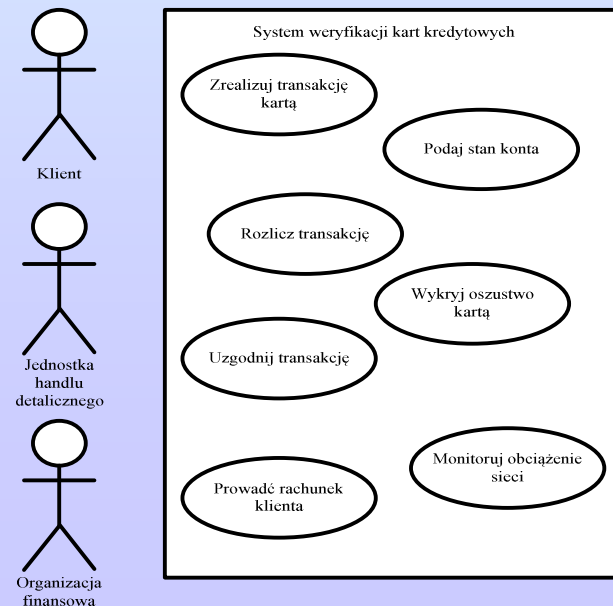 System weryfikacji kart kredytowych
Zrealizuj transakcję
kartą
Podaj stan konta
Klient
Rozlicz transakcję
Wykryj oszustwo
kartą
Uzgodnij transakcję
Jednostka
handlu
detalicznego
Monitoruj obciążenie
sieci
Prowadć rachunek
klienta
Organizacja
finansowa